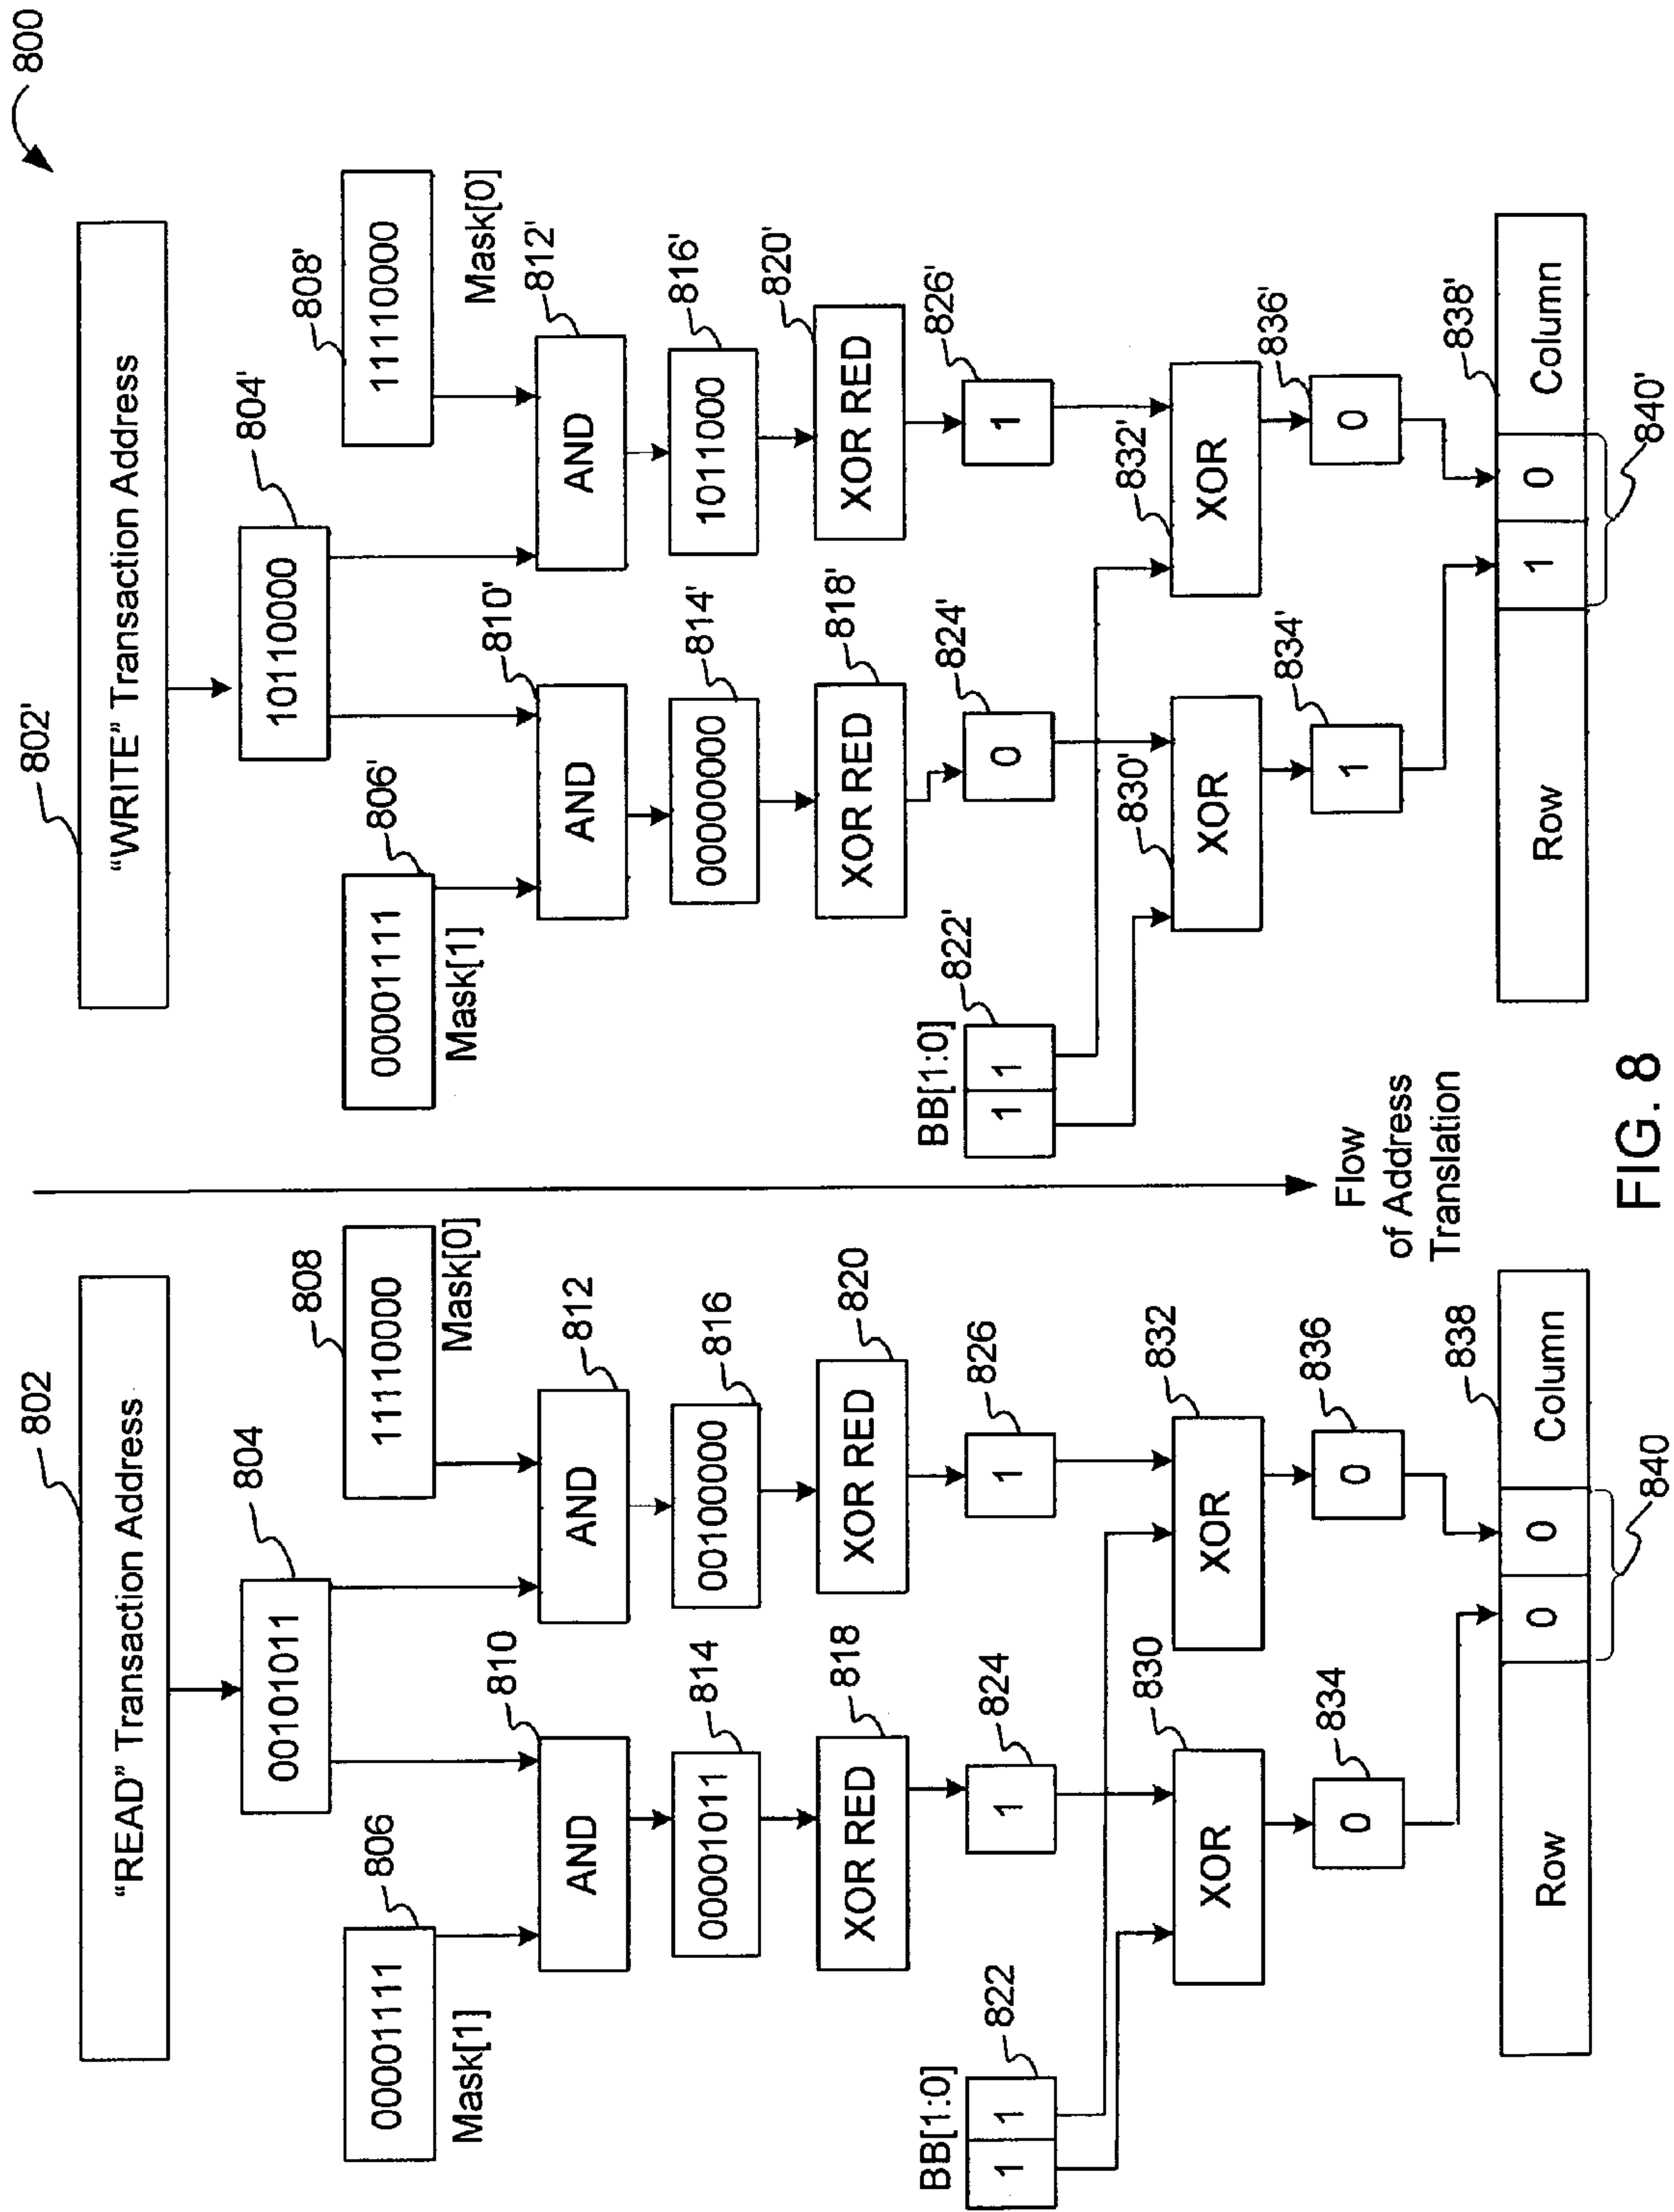 800
802
"READ" Transaction Address
804
00101011
806
00001111
Mask[1]
808
11110000
Mask[0]
810
AND
812
AND
814
00001011
816
00100000
818
XOR RED
820
XOR RED
BB[1:0]
822
1 1
824
1
826
1
830
XOR
832
XOR
834
0
836
0
838
Row 0 0 Column
840
Flow
of Address
Translation
802'
"WRITE" Transaction Address
804'
10110000
806'
00001111
Mask[1]
808'
11110000
Mask[0]
810'
AND
812'
AND
814'
0000000
816'
1011000
818'
XOR RED
820'
XOR RED
BB[1:0]
822'
1 1
824'
0
826'
1
830'
XOR
832'
XOR
834'
1
836'
0
838'
Row 1 0 Column
840'
FIG. 8